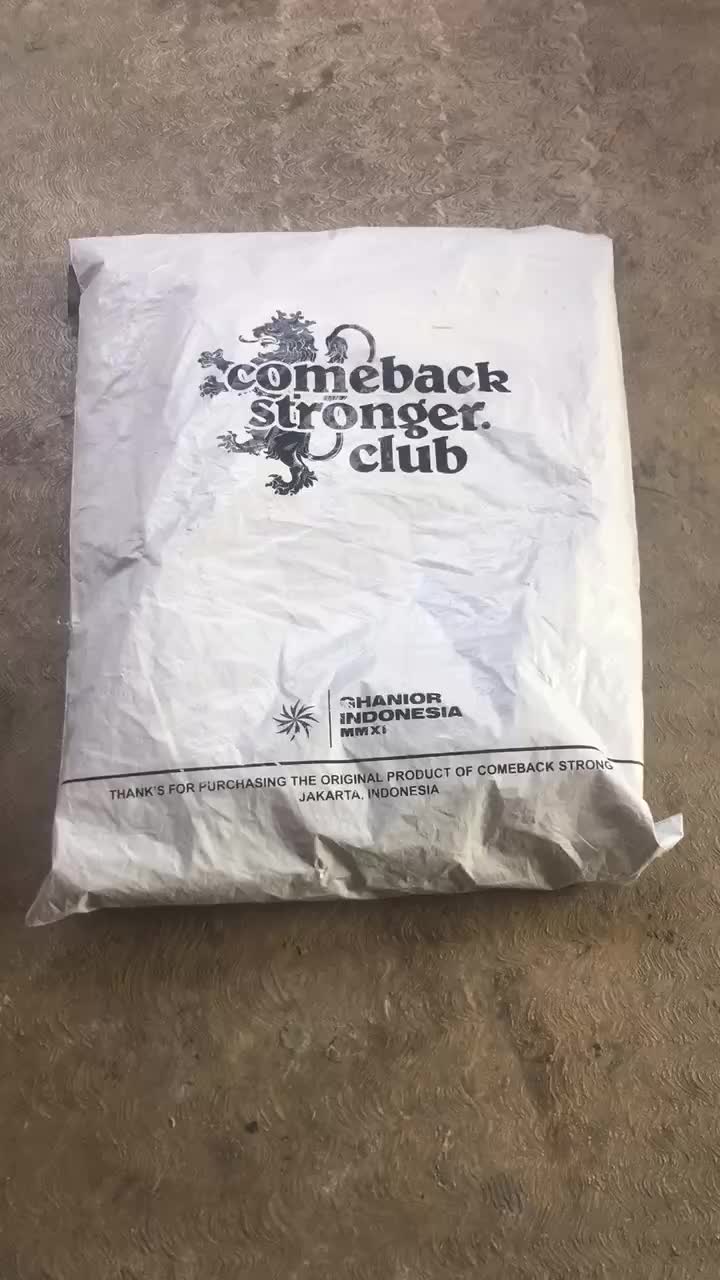 comeback
stronger.
club
GHANIOR
INDONESIA
MMXI
THANK'S FOR PURCHASING THE ORIGINAL PRODUCT OF COMEBACK STRONG
JAKARTA, INDONESIA